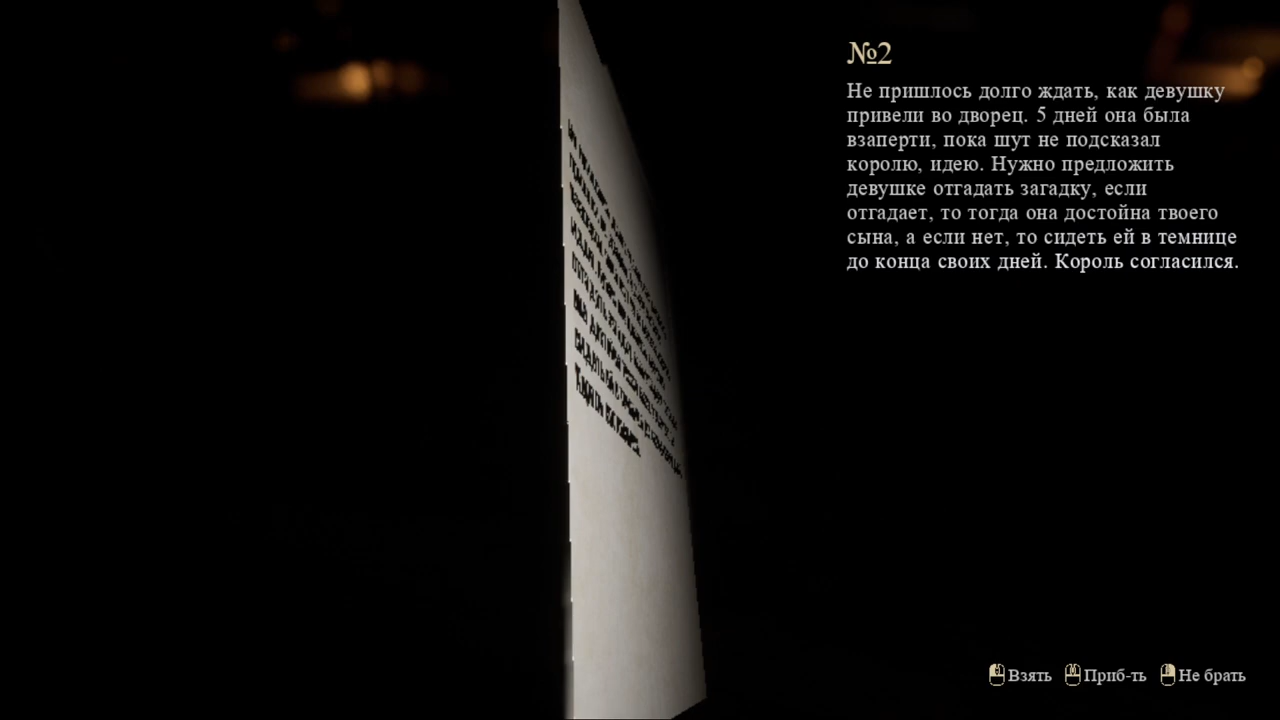 №2
Не пришлось долго ждать, как девушку
привели во дворец. 5 дней она была
взаперти, пока шут не подсказал
королю, идею. Нужно предложить
девушке отгадать загадку, если
отгадает, то тогда она достойна твоего
сына, а если нет, то сидеть ей в темнице
до конца своих дней. Король согласился.
Взять Приб-ть Не брать